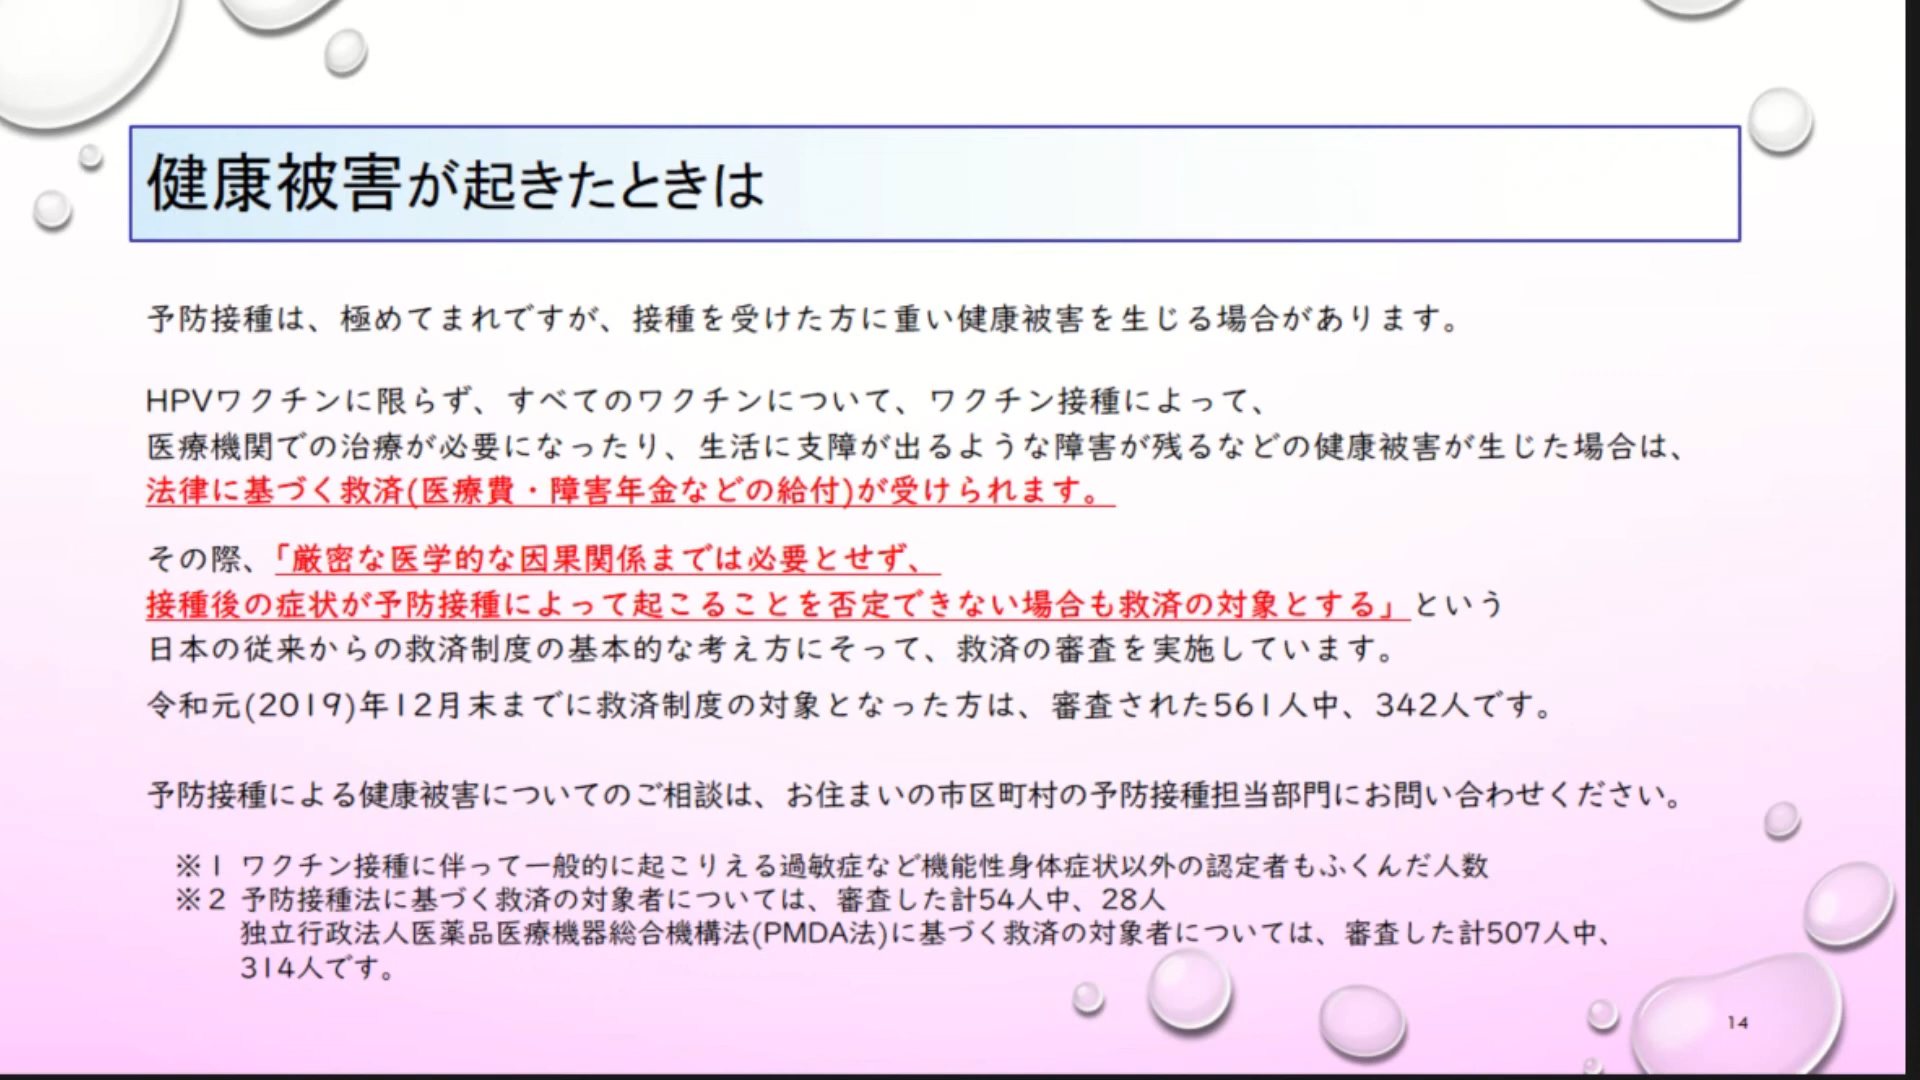 健康被害が起きたときは
予防接種は、極めてまれですが、接種を受けた方に重い健康被害を生じる場合があります。
HPVワクチンに限らず、すべてのワクチンについて、ワクチン接種によって、
医療機関での治療が必要になったり、生活に支障が出るような障害が残るなどの健康被害が生じた場合は、
法律に基づく救済(医療費・障害年金などの給付)が受けられます。
その際、「厳密な医学的な因果関係までは必要とせず、
接種後の症状が予防接種によって起こることを否定できない場合も救済の対象とする」という
日本の従来からの救済制度の基本的な考え方にそって、救済の審査を実施しています。
令和元(2019)年12月末までに救済制度の対象となった方は、審査された561人中、342人です。
予防接種による健康被害についてのご相談は、お住まいの市区町村の予防接種担当部門にお問い合わせください。
※1 ワクチン接種に伴って一般的に起こりえる過敏症など機能性身体症状以外の認定者もふくんだ人数
※2 予防接種法に基づく救済の対象者については、審査した計54人中、28人
独立行政法人医薬品医療機器総合機構法(PMDA法)に基づく救済の対象者については、審査した計507人中、
314人です。
14